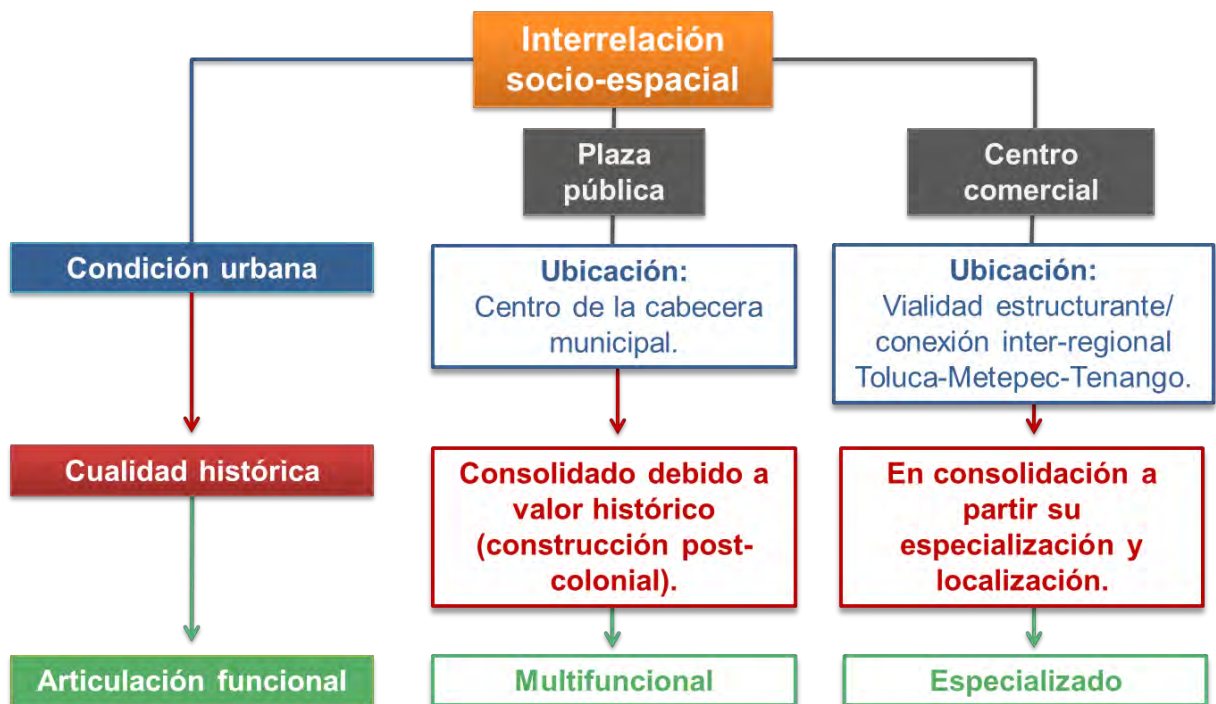 Interrelación
socio-espacial
Plaza
pública
Centro
comercial
Condición urbana
Ubicación:
Centro de la cabecera
municipal.
Ubicación:
Vialidad estructurante/
conexión inter-regional
Toluca-Metepec-Tenango.
Cualidad histórica
Consolidado debido a
valor histórico
(construcción post-
colonial).
En consolidación a
partir su
especialización y
localización.
Articulación funcional
Multifuncional
Especializado